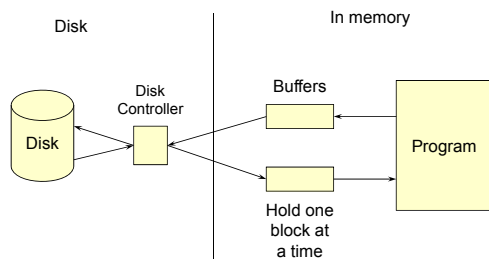 Disk
In memory
Disk
Controller
Buffers
Disk
Program
Hold one
block at
a time